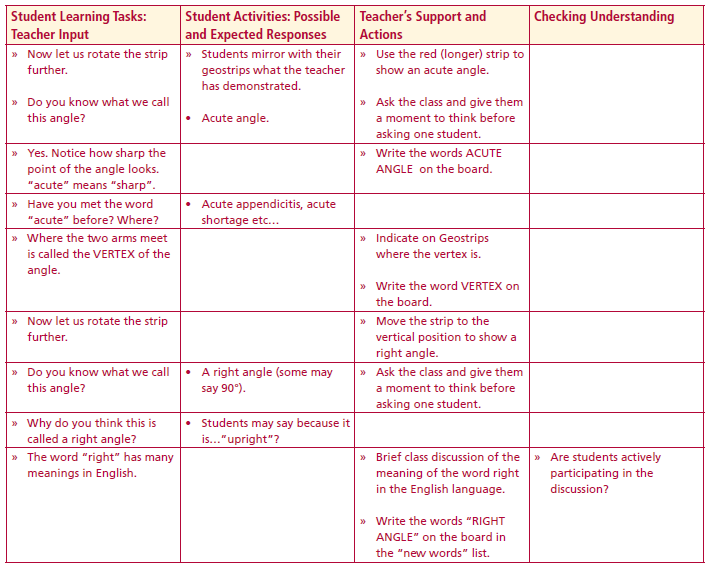 Student Learning Tasks:
Teacher Input
Student Activities: Possible
and Expected Responses
Teacher's Support and
Actions
Checking Understanding
» Now let us rotate the strip
further.
» Do you know what we call
this angle?
» Students mirror with their
geostrips what the teacher
has demonstrated.
• Acute angle.
» Use the red (longer) strip to
show an acute angle.
» Ask the class and give them
a moment to think before
asking one student.
» Yes. Notice how sharp the
point of the angle looks.
“acute” means “sharp”.
» Write the words ACUTE
ANGLE on the board.
» Have you met the word
“acute” before? Where?
• Acute appendicitis, acute
shortage etc…
» Where the two arms meet
is called the VERTEX of the
angle.
» Indicate on Geostrips
where the vertex is.
» Write the word VERTEX on
the board.
» Now let us rotate the strip
further.
» Move the strip to the
vertical position to show a
right angle.
» Do you know what we call
this angle?
• A right angle (some may
say 90°).
» Ask the class and give them
a moment to think before
asking one student.
» Why do you think this is
called a right angle?
• Students may say because it
is…“upright”?
» The word “right” has many
meanings in English.
» Brief class discussion of the
meaning of the word right
in the English language.
» Write the words “RIGHT
ANGLE” on the board in
the “new words” list.
» Are students actively
participating in the
discussion?